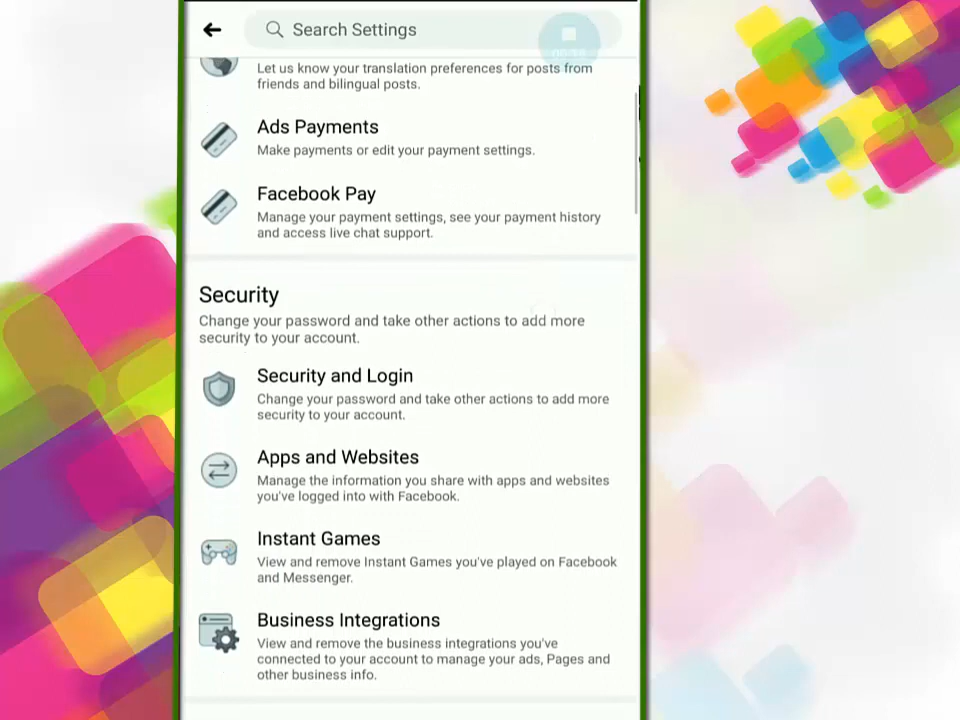 Search Settings
Let us know your translation preferences for posts from
friends and bilingual posts.
Ads Payments
Make payments or edit your payment settings.
Facebook Pay
Manage your payment settings, see your payment history
and access live chat support.
Security
Change your password and take other actions to add more
security to your account.
Security and Login
Change your password and take other actions to add more
security to your account.
Apps and Websites
Manage the information you share with apps and websites
you've logged into with Facebook.
Instant Games
View and remove Instant Games you've played on Facebook
and Messenger.
Business Integrations
View and remove the business integrations you've
connected to your account to manage your ads, Pages and
other business info.